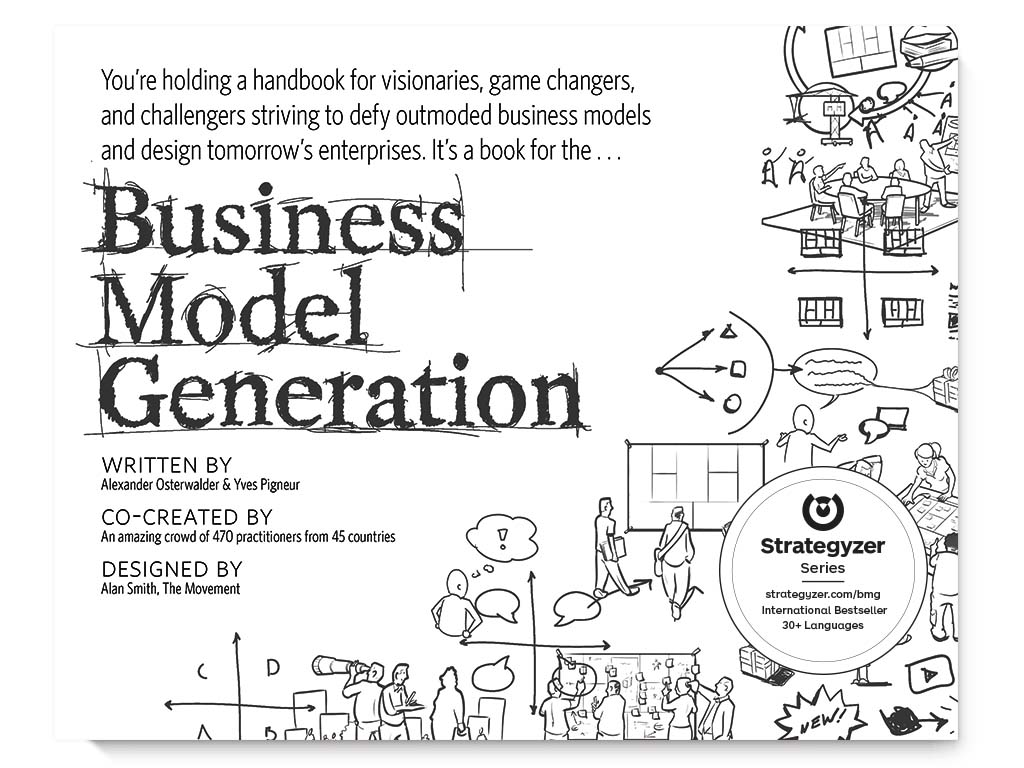 You're holding a handbook for visionaries, game changers,
and challengers striving to defy outmoded business models
and design tomorrow's enterprises. It's a book for the . . .
Business
Model
Generation
WRITTEN BY
Alexander Osterwalder & Yves Pigneur
CO-CREATED BY
An amazing crowd of 470 practitioners from 45 countries
DESIGNED BY
Alan Smith, The Movement
Strategyzer
Series
strategyzer.com/bmg
International Bestseller
30+ Languages
!
C D
A B
NEW!